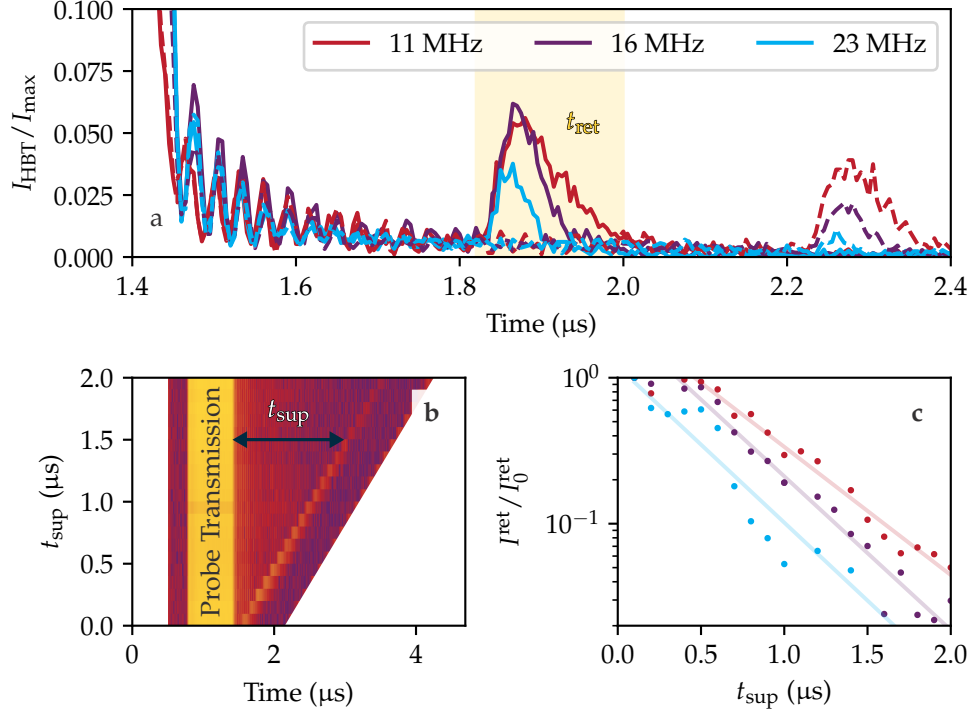 0.100
0.075
0.050
0.025
0.000
I_HBT / I_max
11 MHz 16 MHz 23 MHz
t_ret
a
1.4 1.6 1.8 2.0 2.2 2.4
Time (µs)
2.0
1.5
1.0
0.5
0.0
t_sup (µs)
Probe Transmission
t_sup
b
0 2 4
Time (µs)
10⁰
10⁻¹
I^ret / I_0^ret
c
0.0 0.5 1.0 1.5 2.0
t_sup (µs)